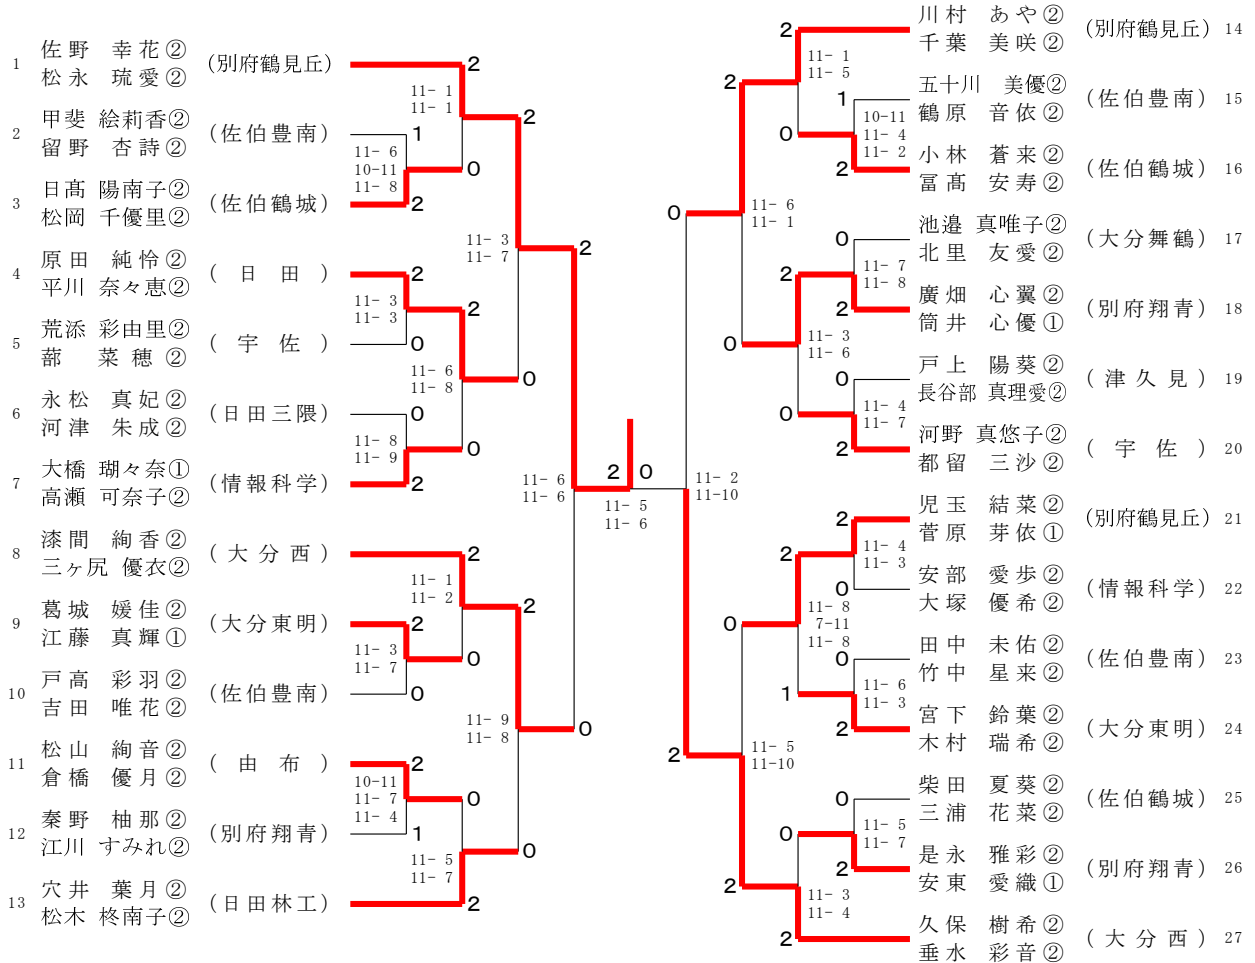 1 佐野 幸花② (別府鶴見丘)
松永 琉愛②
2
11- 1
11- 1
2
2 甲斐 絵莉香② (佐伯豊南)
留野 杏詩②
1
11- 6
10-11
11- 8
0
3 日髙 陽南子② (佐伯鶴城)
松岡 千優里②
2
11- 3
11- 7
2
4 原田 純怜② (日田)
平川 奈々恵②
2
11- 3
11- 3
2
5 荒添 彩由里② (宇佐)
蔀 菜穂②
0
11- 6
11- 8
0
6 永松 真妃② (日田三隈)
河津 朱成②
0
11- 8
11- 9
0
7 大橋 瑚々奈① (情報科学)
高瀬 可奈子②
2
11- 6
11- 6
8 漆間 絢香② (大分西)
三ヶ尻 優衣②
2
11- 1
11- 2
2
9 葛城 媛佳② (大分東明)
江藤 真輝①
2
11- 3
11- 7
0
10 戸高 彩羽② (佐伯豊南)
吉田 唯花②
0
11- 9
11- 8
0
11 松山 絢音② (由布)
倉橋 優月②
2
10-11
11- 7
11- 4
0
12 秦野 柚那② (別府翔青)
江川 すみれ②
1
11- 5
11- 7
0
13 穴井 葉月② (日田林工)
松木 柊南子②
2
2 0
11- 5
11- 6
川村 あや② (別府鶴見丘) 14
千葉 美咲②
2
11- 1
11- 5
2
五十川 美優② (佐伯豊南) 15
鶴原 音依②
1
10-11
11- 4
11- 2
0
小林 蒼来② (佐伯鶴城) 16
冨髙 安寿②
2
0
11- 6
11- 1
池邉 真唯子② (大分舞鶴) 17
北里 友愛②
0
11- 7
11- 8
2
廣畑 心翼② (別府翔青) 18
筒井 心優①
2
0
11- 3
11- 6
戸上 陽葵② (津久見) 19
長谷部 真理愛②
0
11- 4
11- 7
0
河野 真悠子② (宇佐) 20
都留 三沙②
2
11- 2
11-10
児玉 結菜② (別府鶴見丘) 21
菅原 芽依①
2
11- 4
11- 3
2
安部 愛歩② (情報科学) 22
大塚 優希②
0
0
11- 8
7-11
11- 8
田中 未佑② (佐伯豊南) 23
竹中 星来②
0
11- 6
11- 3
1
宮下 鈴葉② (大分東明) 24
木村 瑞希②
2
2
11- 5
11-10
柴田 夏葵② (佐伯鶴城) 25
三浦 花菜②
0
11- 5
11- 7
0
是永 雅彩② (別府翔青) 26
安東 愛織①
2
2
11- 3
11- 4
久保 樹希② (大分西) 27
垂水 彩音②
2